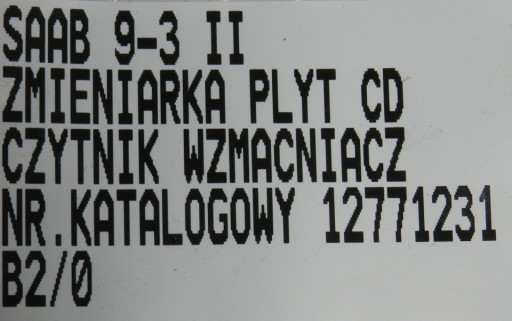 SAAB 9-3 II
ZMIENIARKA PLYT CD
CZYTNIK WZMACNIACZ
NR.KATALOGOWY 12771231
B2/0